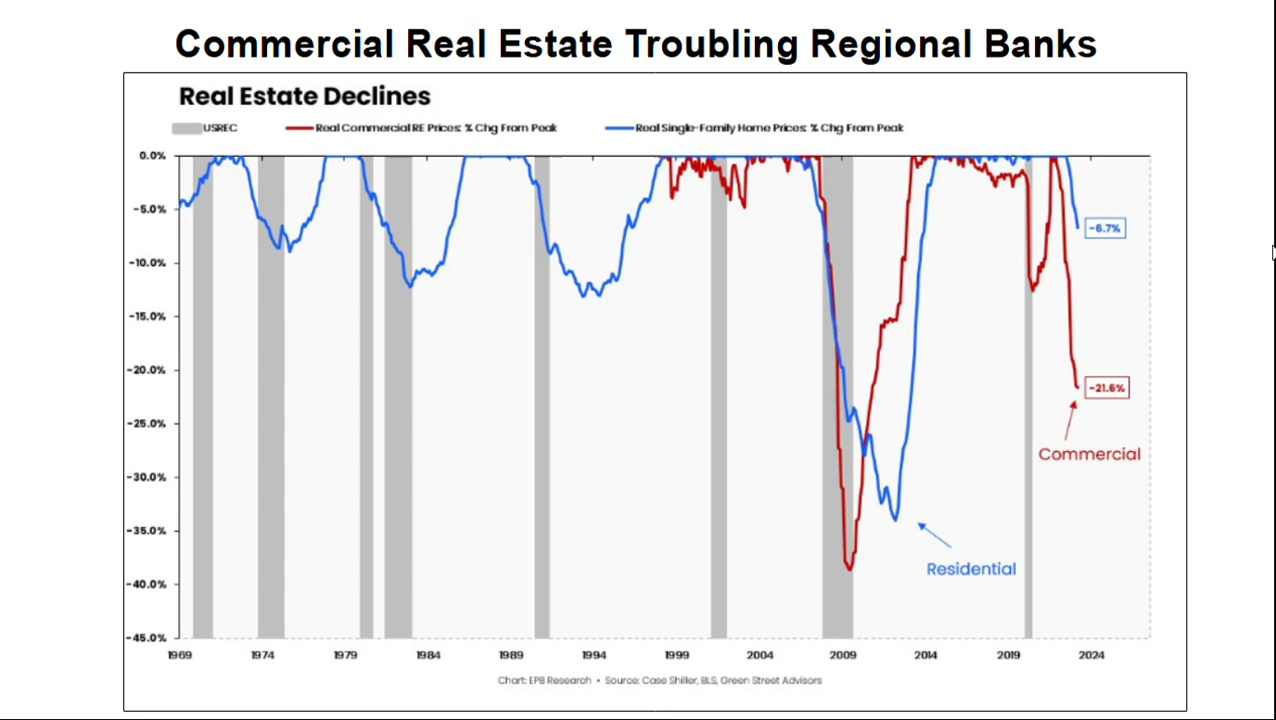 Commercial Real Estate Troubling Regional Banks
Real Estate Declines
USREC Real Commercial RE Prices: % Chg From Peak Real Single-Family Home Prices: % Chg From Peak
0.0%
-5.0%
-6.7%
-10.0%
-15.0%
-20.0%
-21.6%
-25.0%
Commercial
-30.0%
-35.0%
Residential
-40.0%
-45.0%
1969 1974 1979 1984 1989 1994 1999 2004 2009 2014 2019 2024
Chart: EPB Research • Source: Case Shiller, BLS, Green Street Advisors